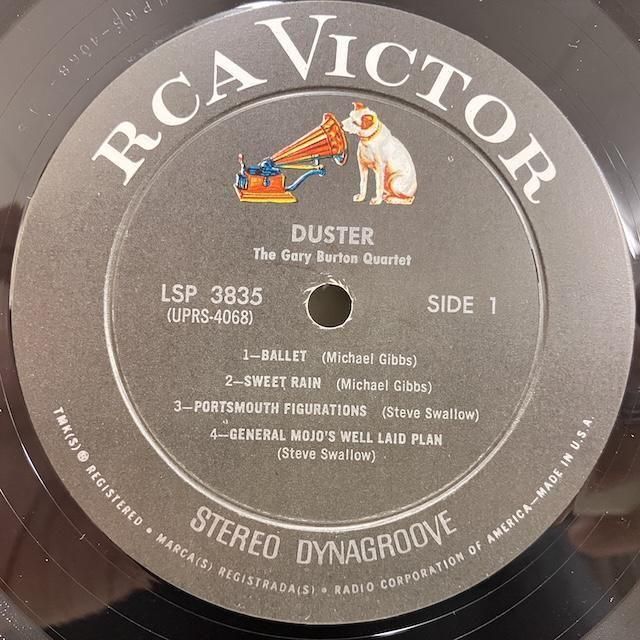 RCA VICTOR
DUSTER
The Gary Burton Quartet
LSP 3835
(UPRS-4068)
SIDE 1
1—BALLET (Michael Gibbs)
2—SWEET RAIN (Michael Gibbs)
3—PORTSMOUTH FIGURATIONS (Steve Swallow)
4—GENERAL MOJO'S WELL LAID PLAN
(Steve Swallow)
STEREO DYNAGROOVE
TMK(S) ® REGISTERED • MARCA(S) REGISTRADA(S) • RADIO CORPORATION OF AMERICA—MADE IN U.S.A.